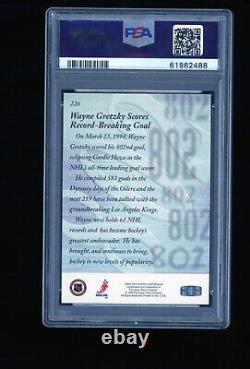 PSA
61962488
226
802
802
Wayne Gretzky Scores
Record-Breaking Goal
On March 23, 1994, Wayne
Gretzky scored his 802nd goal,
eclipsing Gordie Howe as the
NHL's all-time leading goal scorer.
He compiled 583 goals in the
Dynasty days of the Oilers and the
next 219 have been tallied with the
groundbreaking Los Angeles Kings.
Wayne now holds 61 NHL
records and has become hockey's
greatest ambassador. He has
brought, and continues to bring,
hockey to new levels of popularity.